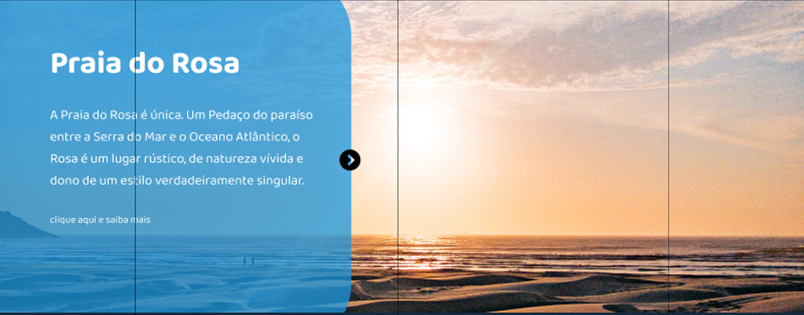 Praia do Rosa
A Praia do Rosa é única. Um Pedaço do paraíso
entre a Serra do Mar e o Oceano Atlântico, o
Rosa é um lugar rústico, de natureza vívida e
dono de um estilo verdadeiramente singular.
clique aqui e saiba mais